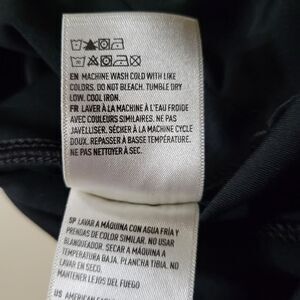 EN MACHINE WASH COLD WITH LIKE
COLORS. DO NOT BLEACH. TUMBLE DRY
LOW. COOL IRON.
FR LAVER À LA MACHINE À L'EAU FROIDE
AVEC COULEURS SIMILAIRES. NE PAS
JAVELLISER. SÉCHER À LA MACHINE CYCLE
DOUX. REPASSER À BASSE TEMPÉRATURE.
NE PAS NETTOYER À SEC.
SP LAVAR A MÁQUINA CON AGUA FRÍA Y
PRENDAS DE COLOR SIMILAR. NO USAR
BLANQUEADOR. SECAR A MÁQUINA A
TEMPERATURA BAJA. PLANCHA TIBIA. NO
LAVAR EN SECO.
MANTENER LEJOS DEL FUEGO
US AMERICAN